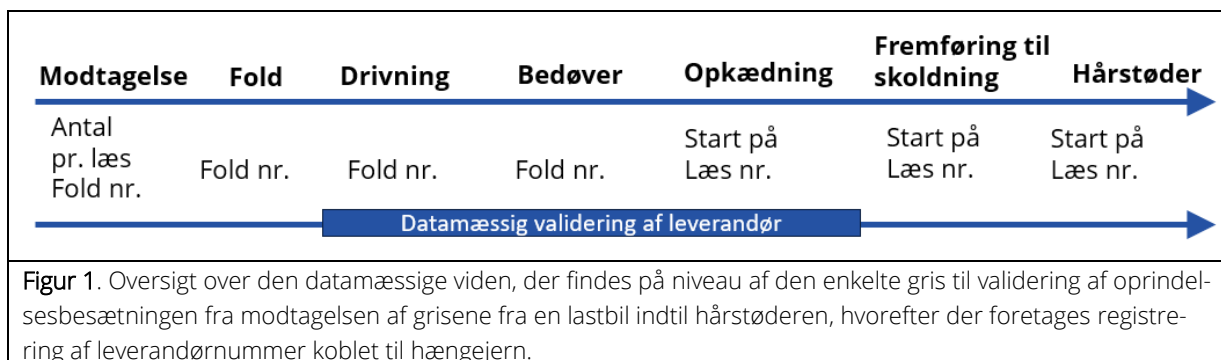 Modtagelse Fold Drivning Bedøver Opkædning Fremføring til skoldning Hårstøder
Antal pr. læs Fold nr. Fold nr. Fold nr. Fold nr. Start på Læs nr. Start på Læs nr. Start på Læs nr.
Datamæssig validering af leverandør
Figur 1. Oversigt over den datamæssige viden, der findes på niveau af den enkelte gris til validering af oprindel-
sesbesætningen fra modtagelsen af grisene fra en lastbil indtil hårstøderen, hvorefter der foretages registre-
ring af leverandørnummer koblet til hængejern.